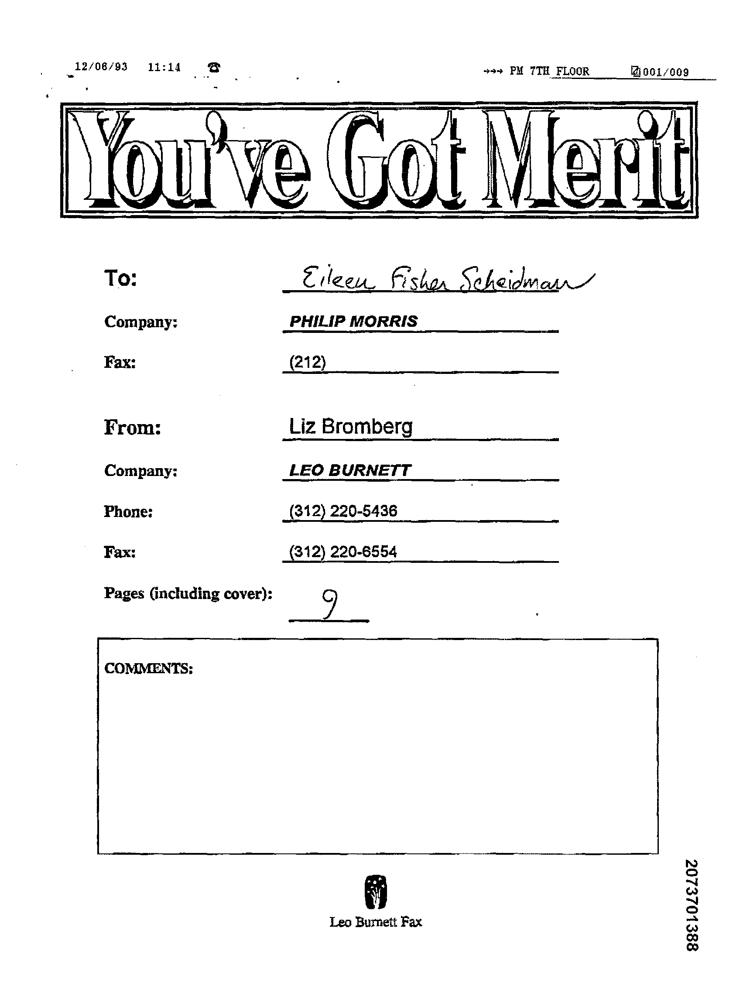 12/06/93 11:14 ☎ →→→ PM 7TH FLOOR 001/009
You've Got Merit
To: Eileen Fisher Scheidman
Company: PHILIP MORRIS
Fax: (212)
From: Liz Bromberg
Company: LEO BURNETT
Phone: (312) 220-5436
Fax: (312) 220-6554
Pages (including cover): 9
COMMENTS:
Leo Burnett Fax
2073701388